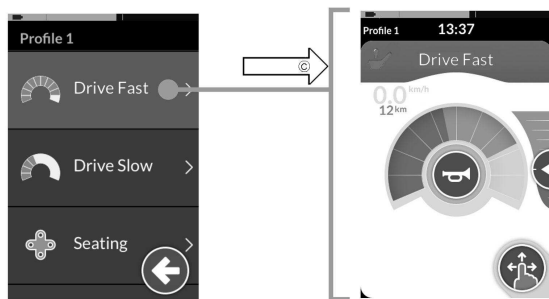 Profile 1
Drive Fast
Drive Slow
Seating
©
Profile 1 13:37
Drive Fast
0.0 km/h
12 km